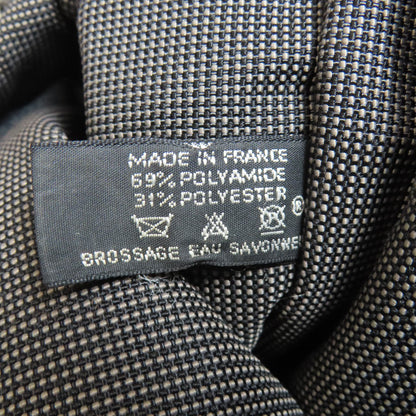 MADE IN FRANCE
69% POLYAMIDE
31% POLYESTER
®
BROSSAGE EAU SAVONNE